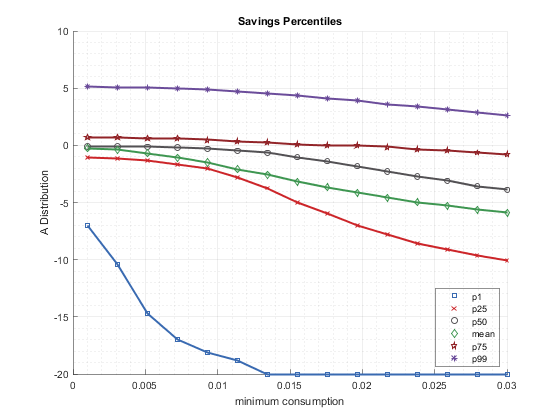 Savings Percentiles
A Distribution
10
5
0
-5
-10
-15
-20
0
0.005
0.01
0.015
0.02
0.025
0.03
minimum consumption
p1
p25
p50
mean
p75
p99